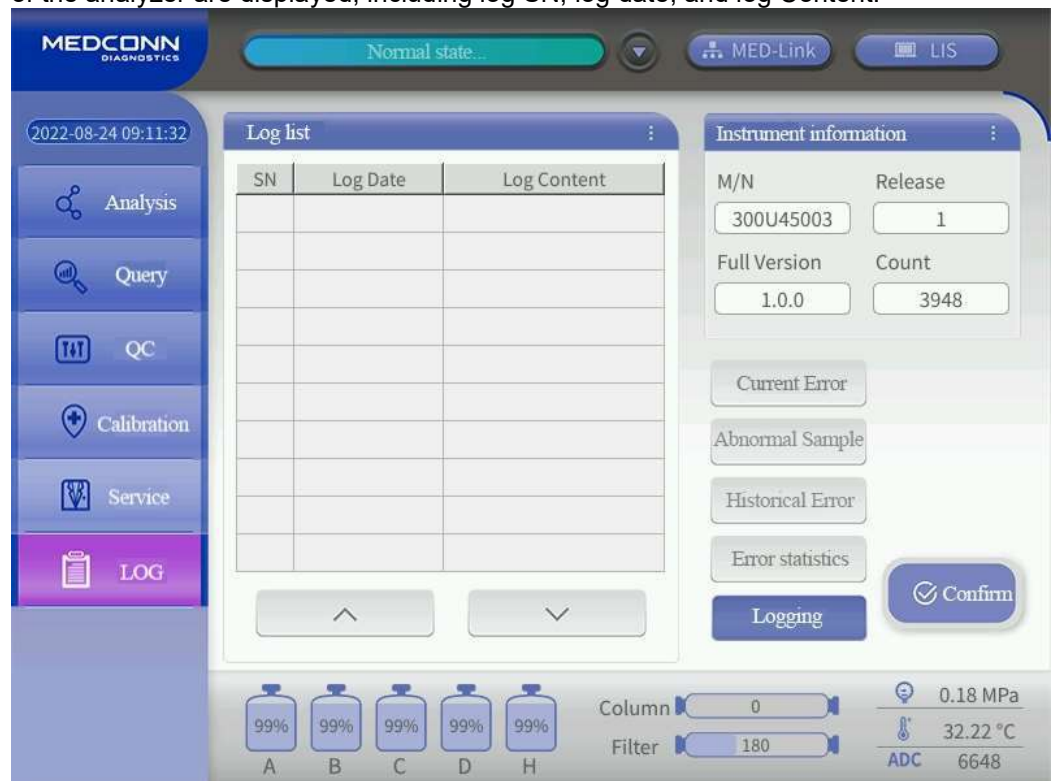 of the analyzer are displayed, including log SN, log date, and log Content.
MEDCONN
DIAGNOSTICS
Normal state...
MED-Link
LIS
2022-08-24 09:11:32
Analysis
Query
QC
Calibration
Service
LOG
Log list
SN Log Date Log Content
Instrument information
M/N Release
300U45003 1
Full Version Count
1.0.0 3948
Current Error
Abnormal Sample
Historical Error
Error statistics
Logging
Confirm
99% 99% 99% 99% 99%
A B C D H
Column 0
Filter 180
0.18 MPa
32.22 °C
ADC 6648